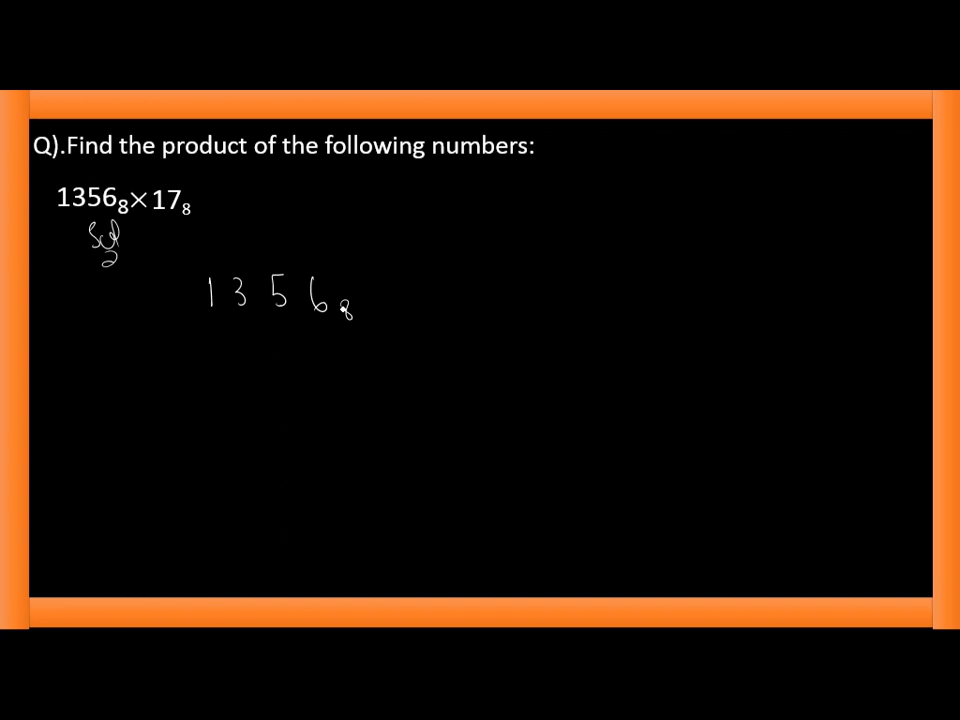 Q).Find the product of the following numbers:
1356₈×17₈
Sol
1 3 5 6₈